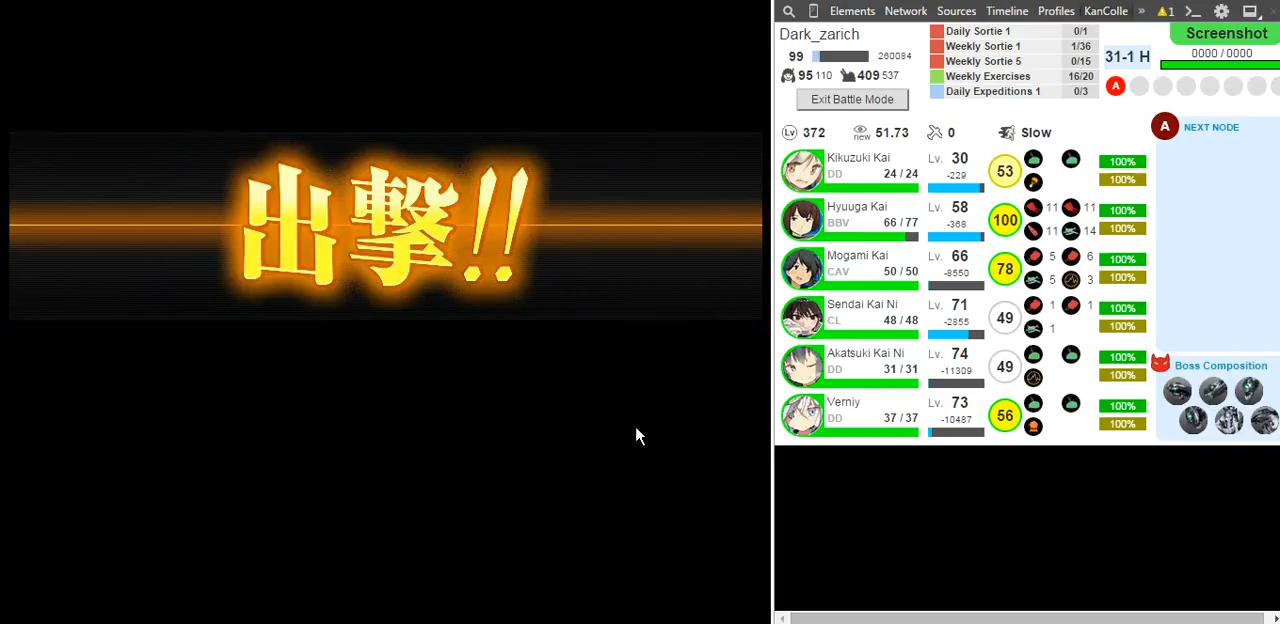 出撃!!
Elements Network Sources Timeline Profiles KanColle » 1
Dark_zarich
99 260084
95 110 409 537
Exit Battle Mode
Daily Sortie 1 0/1
Weekly Sortie 1 1/36
Weekly Sortie 5 0/15
Weekly Exercises 16/20
Daily Expeditions 1 0/3
31-1 H
Screenshot
0000 / 0000
A
Lv 372 new 51.73 0 Slow
A NEXT NODE
Kikuzuki Kai Lv. 30
DD 24 / 24 -229 53 100% 100%
Hyuuga Kai Lv. 58
BBV 66 / 77 -368 100 11 11 11 14 100% 100%
Mogami Kai Lv. 66
CAV 50 / 50 -8550 78 5 6 5 3 100% 100%
Sendai Kai Ni Lv. 71
CL 48 / 48 -2855 49 1 1 1 100% 100%
Akatsuki Kai Ni Lv. 74
DD 31 / 31 -11309 49 100% 100%
Boss Composition
Verniy Lv. 73
DD 37 / 37 -10487 56 100% 100%